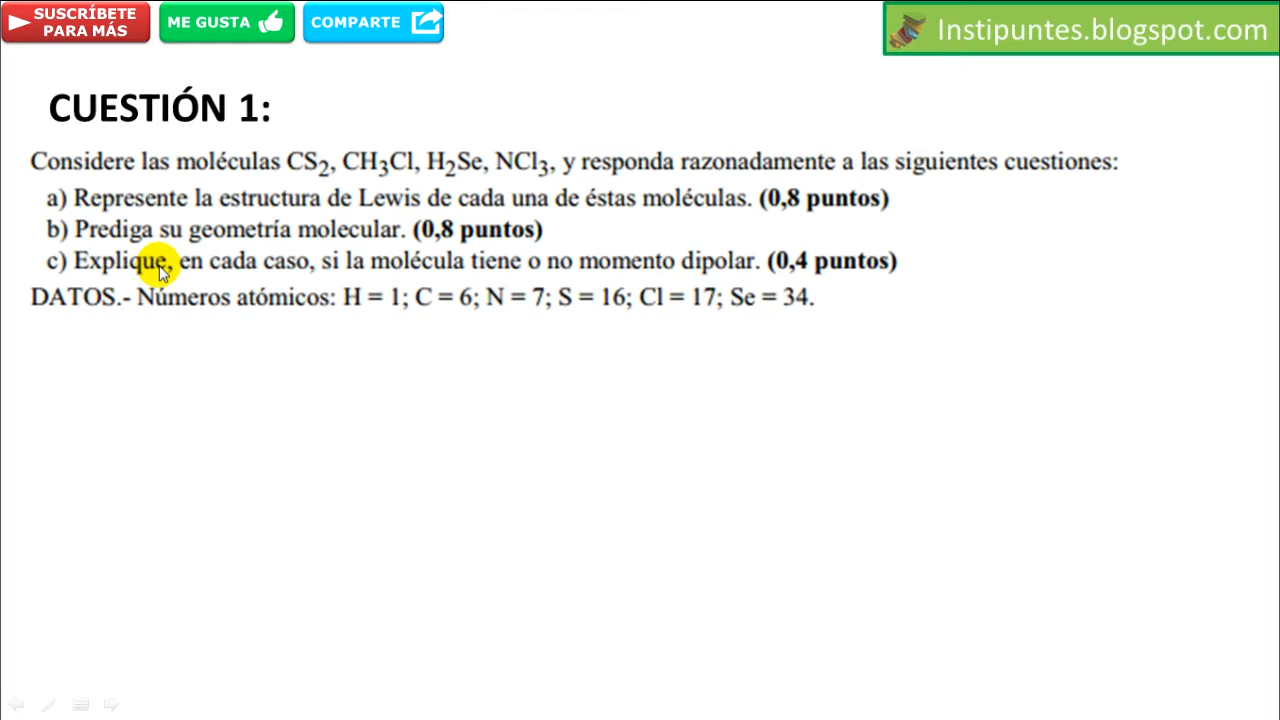 SUSCRÍBETE
PARA MÁS
ME GUSTA
COMPARTE
Instipuntes.blogspot.com
CUESTIÓN 1:
Considere las moléculas CS2, CH3Cl, H2Se, NCl3, y responda razonadamente a las siguientes cuestiones:
a) Represente la estructura de Lewis de cada una de éstas moléculas. (0,8 puntos)
b) Prediga su geometría molecular. (0,8 puntos)
c) Explique, en cada caso, si la molécula tiene o no momento dipolar. (0,4 puntos)
DATOS.- Números atómicos: H = 1; C = 6; N = 7; S = 16; Cl = 17; Se = 34.